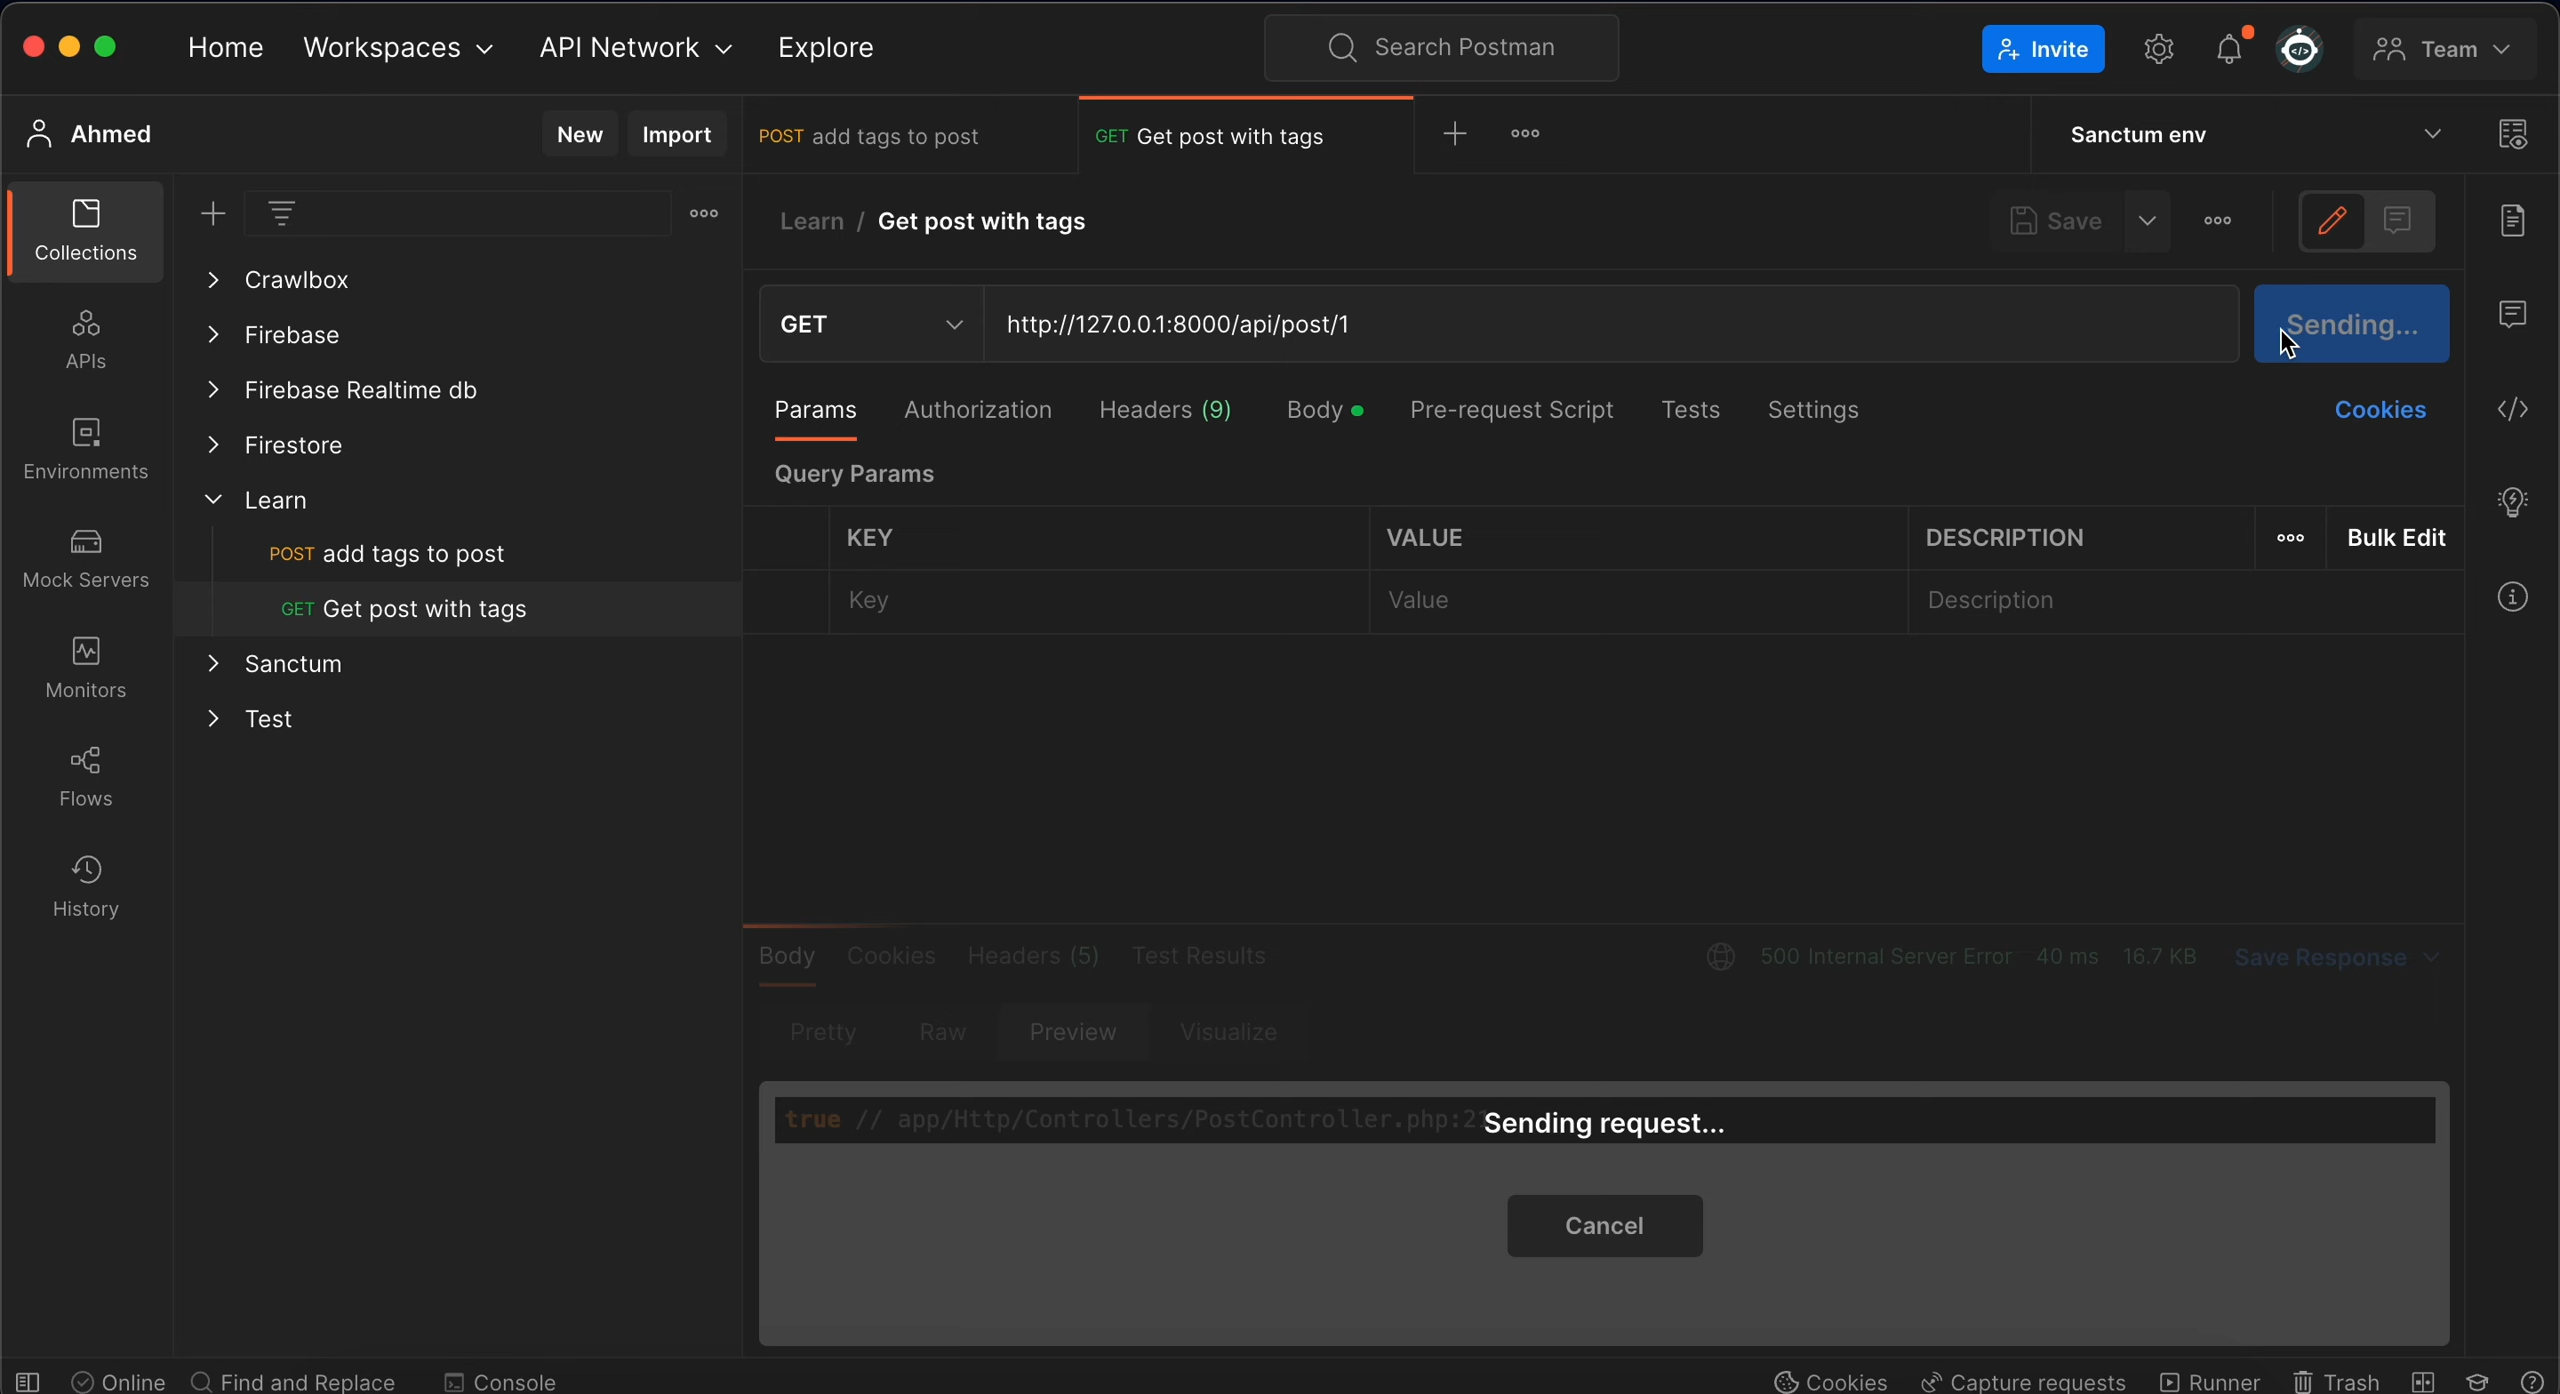 Home Workspaces API Network Explore Search Postman Invite Team
Ahmed New Import POST add tags to post GET Get post with tags Sanctum env
Collections
APIs
Environments
Mock Servers
Monitors
Flows
History
Crawlbox
Firebase
Firebase Realtime db
Firestore
Learn
POST add tags to post
GET Get post with tags
Sanctum
Test
Learn / Get post with tags Save
GET http://127.0.0.1:8000/api/post/1 Sending...
Params Authorization Headers (9) Body Pre-request Script Tests Settings Cookies
Query Params
KEY VALUE DESCRIPTION Bulk Edit
Key Value Description
Body Cookies Headers (5) Test Results 500 Internal Server Error 40 ms 16.7 KB Save Response
Pretty Raw Preview Visualize
true // app/Http/Controllers/PostController.php:
Sending request...
Cancel
Online Find and Replace Console Cookies Capture requests Runner Trash